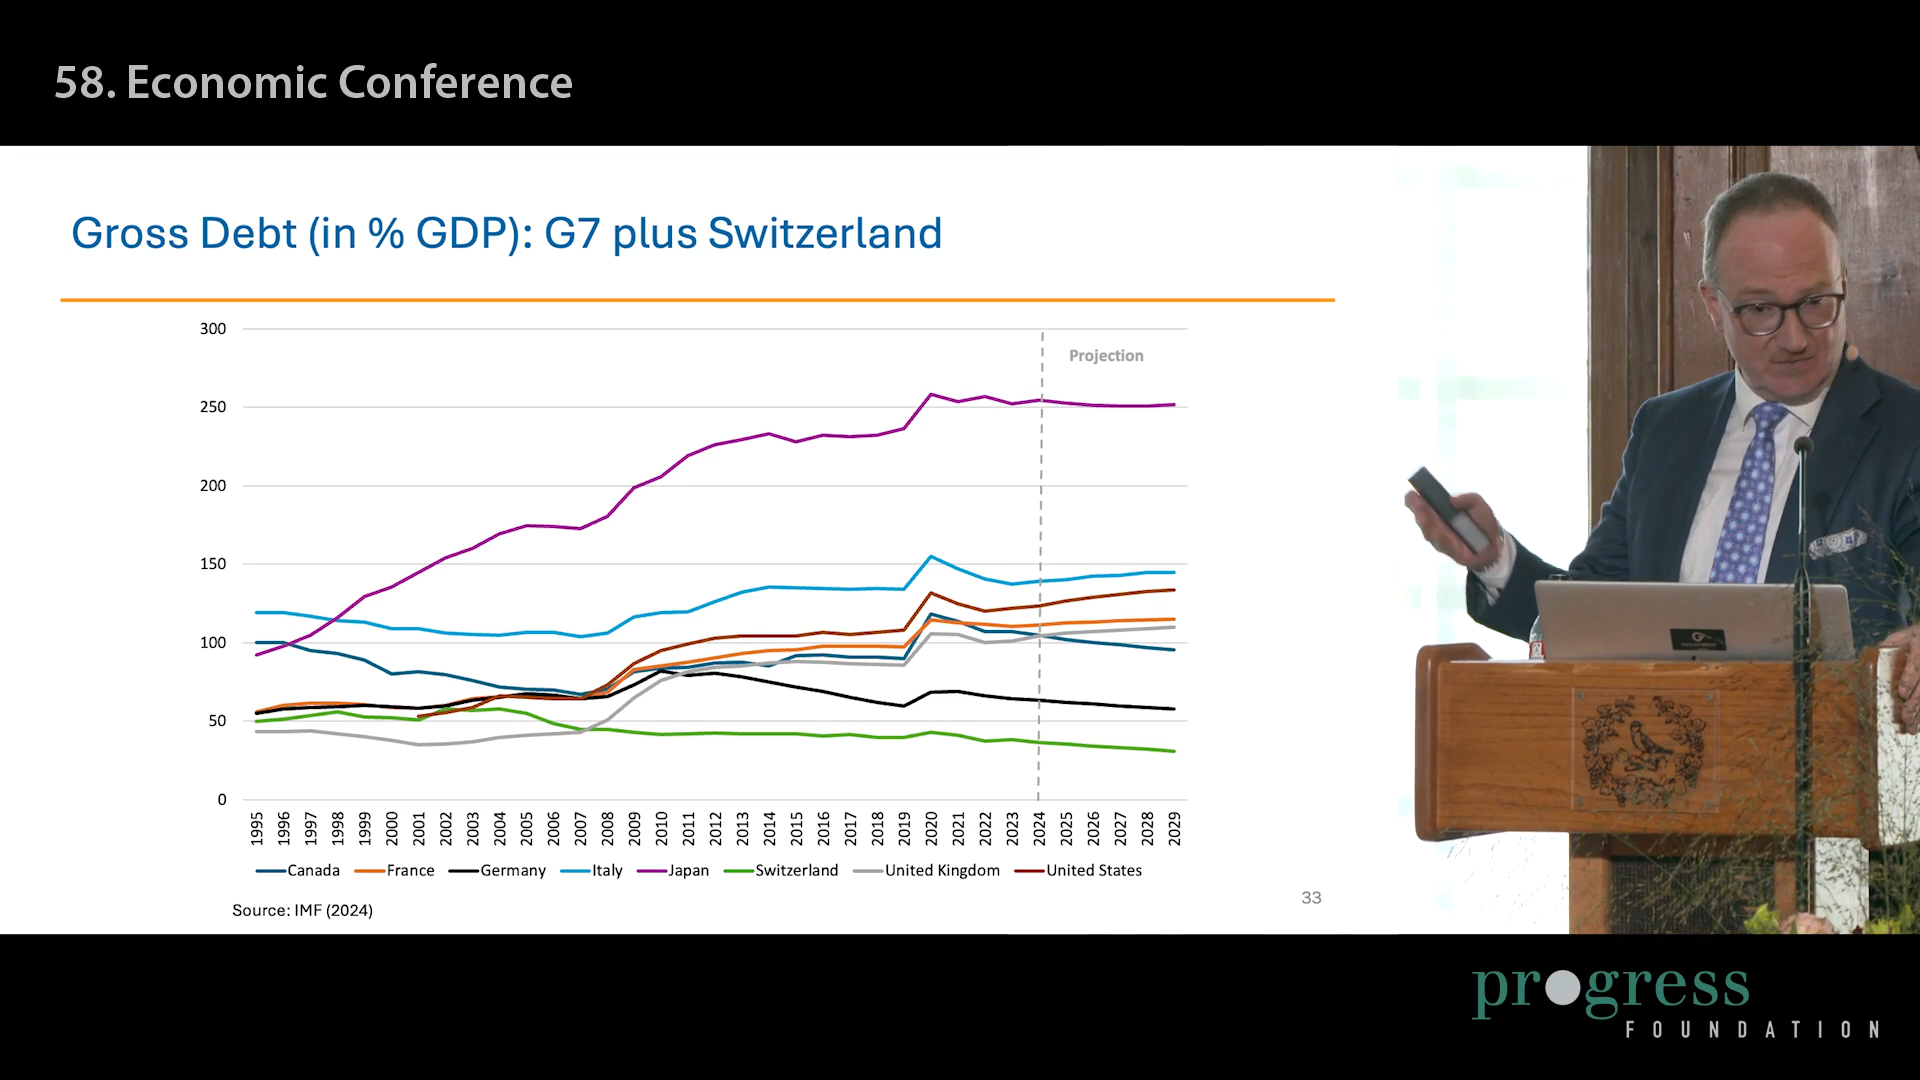 58. Economic Conference
Gross Debt (in % GDP): G7 plus Switzerland
300
250
200
150
100
50
0
Projection
1995 1996 1997 1998 1999 2000 2001 2002 2003 2004 2005 2006 2007 2008 2009 2010 2011 2012 2013 2014 2015 2016 2017 2018 2019 2020 2021 2022 2023 2024 2025 2026 2027 2028 2029
Canada France Germany Italy Japan Switzerland United Kingdom United States
Source: IMF (2024)
33
progress
FOUNDATION